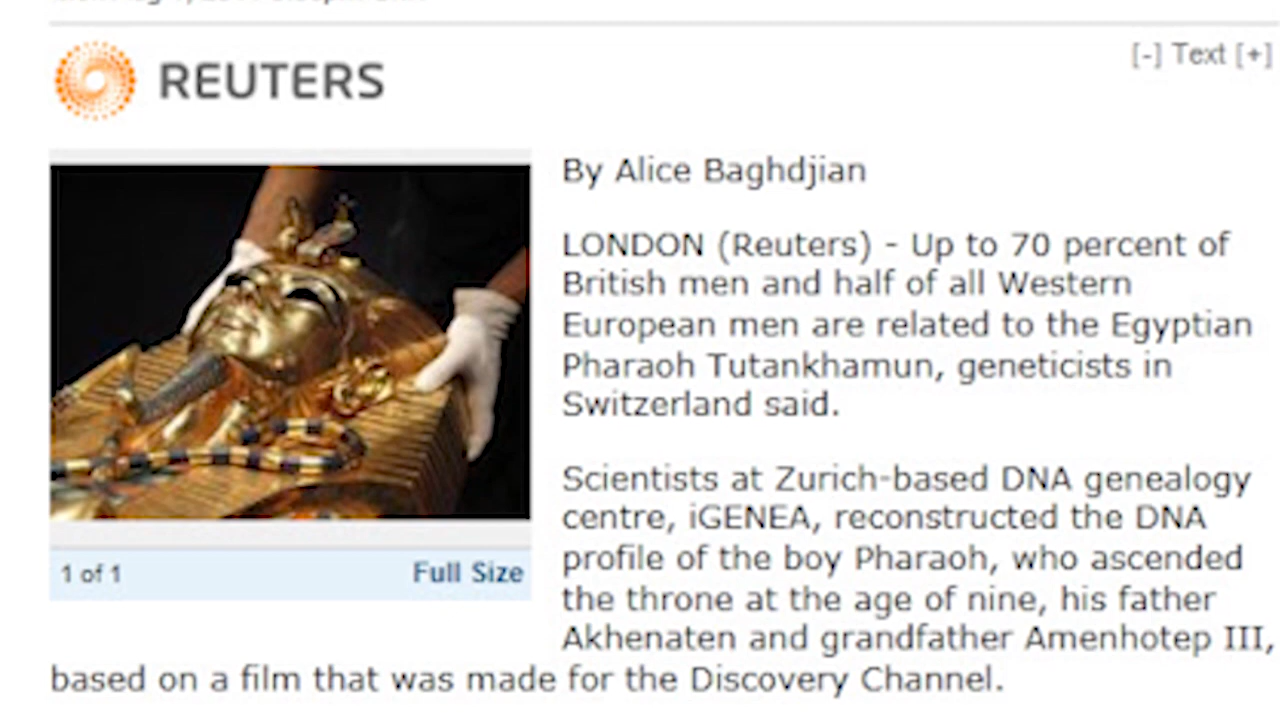 REUTERS
[-] Text [+]
By Alice Baghdjian
LONDON (Reuters) - Up to 70 percent of
British men and half of all Western
European men are related to the Egyptian
Pharaoh Tutankhamun, geneticists in
Switzerland said.
Scientists at Zurich-based DNA genealogy
centre, iGENEA, reconstructed the DNA
profile of the boy Pharaoh, who ascended
the throne at the age of nine, his father
Akhenaten and grandfather Amenhotep III,
based on a film that was made for the Discovery Channel.
1 of 1
Full Size